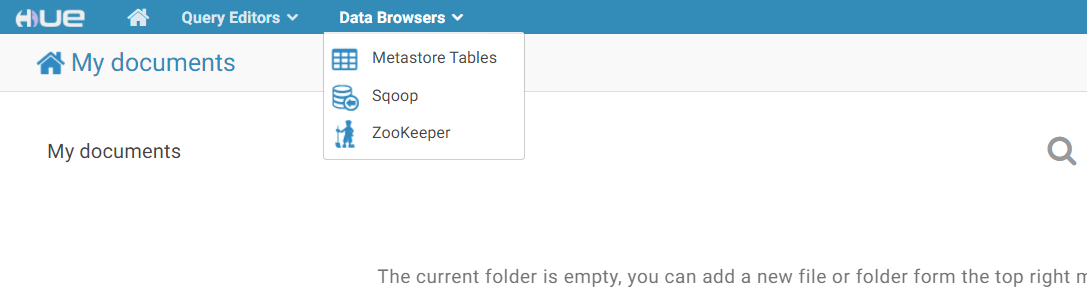 HUE Query Editors Data Browsers
My documents
Metastore Tables
Sqoop
ZooKeeper
My documents
The current folder is empty, you can add a new file or folder form the top right